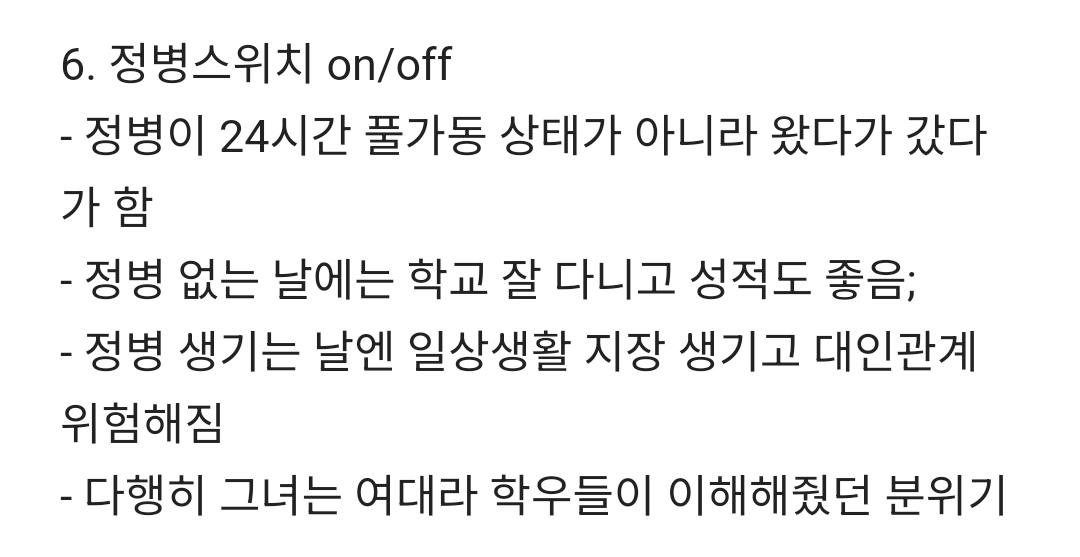 6. 정병스위치 on/off
- 정병이 24시간 풀가동 상태가 아니라 왔다가 갔다
가 함
- 정병 없는 날에는 학교 잘 다니고 성적도 좋음;
- 정병 생기는 날엔 일상생활 지장 생기고 대인관계
위험해짐
- 다행히 그녀는 여대라 학우들이 이해해줬던 분위기